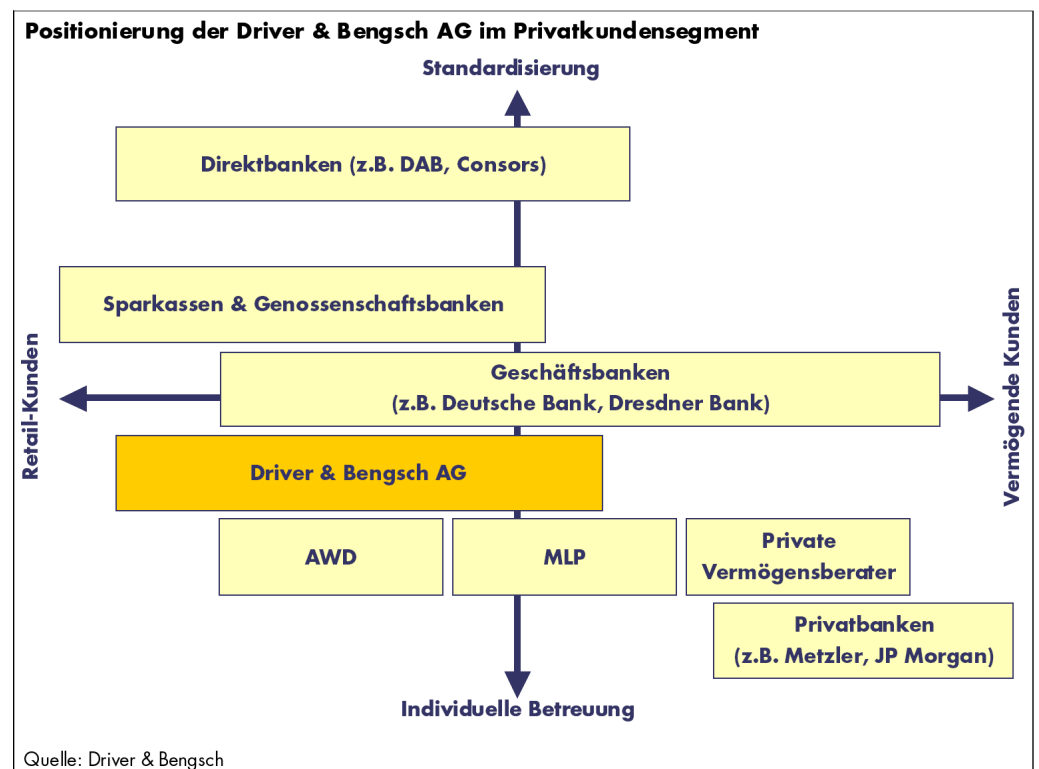 Positionierung der Driver & Bengsch AG im Privatkundensegment
Standardisierung
Direktbanken (z.B. DAB, Consors)
Sparkassen & Genossenschaftsbanken
Retail-Kunden
Geschäftsbanken
(z.B. Deutsche Bank, Dresdner Bank)
Vermögende Kunden
Driver & Bengsch AG
AWD
MLP
Private
Vermögensberater
Privatbanken
(z.B. Metzler, JP Morgan)
Individuelle Betreuung
Quelle: Driver & Bengsch